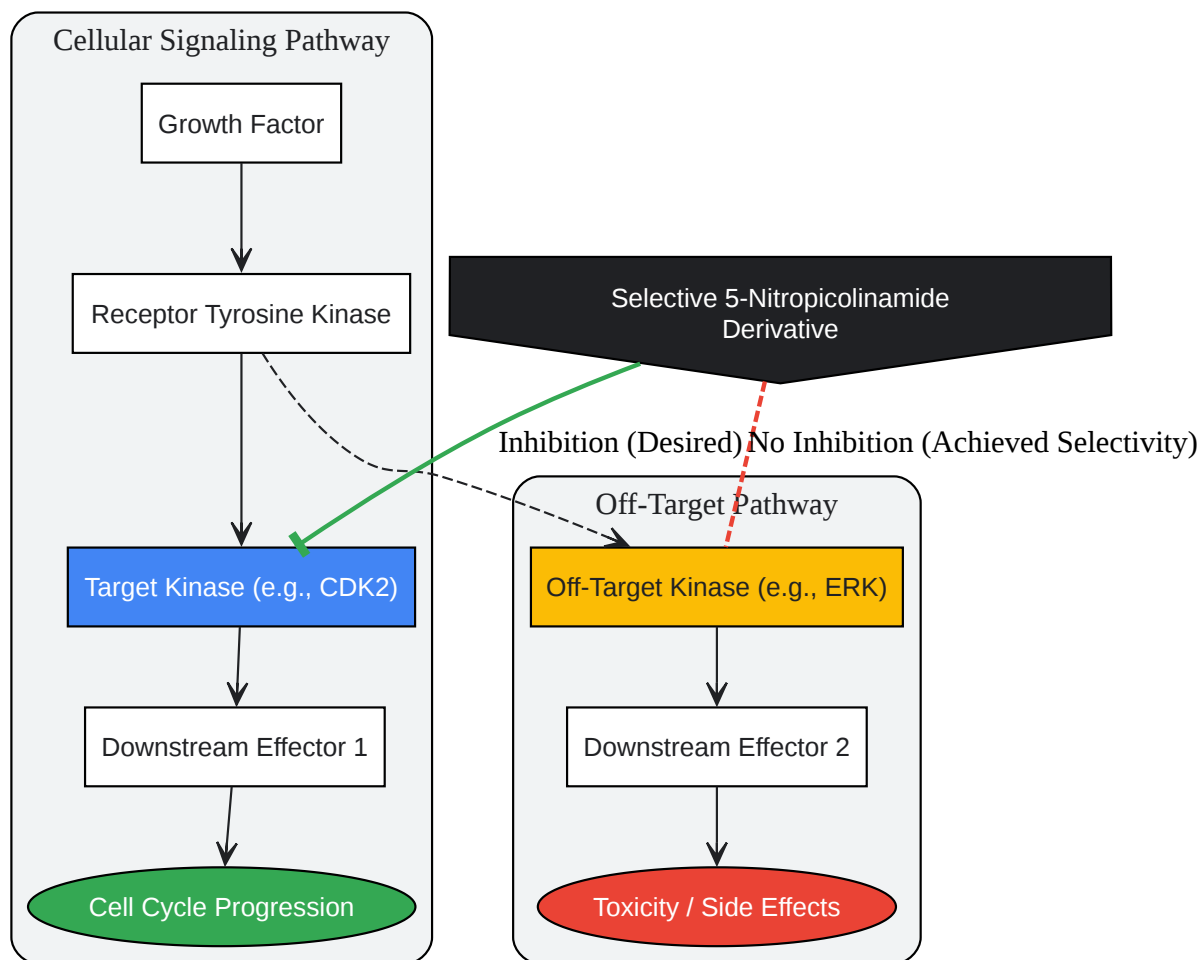 Cellular Signaling Pathway
Growth Factor
Receptor Tyrosine Kinase
Selective 5-Nitropicolinamide
Derivative
Inhibition (Desired)
No Inhibition (Achieved Selectivity)
Off-Target Pathway
Target Kinase (e.g., CDK2)
Off-Target Kinase (e.g., ERK)
Downstream Effector 1
Downstream Effector 2
Cell Cycle Progression
Toxicity / Side Effects